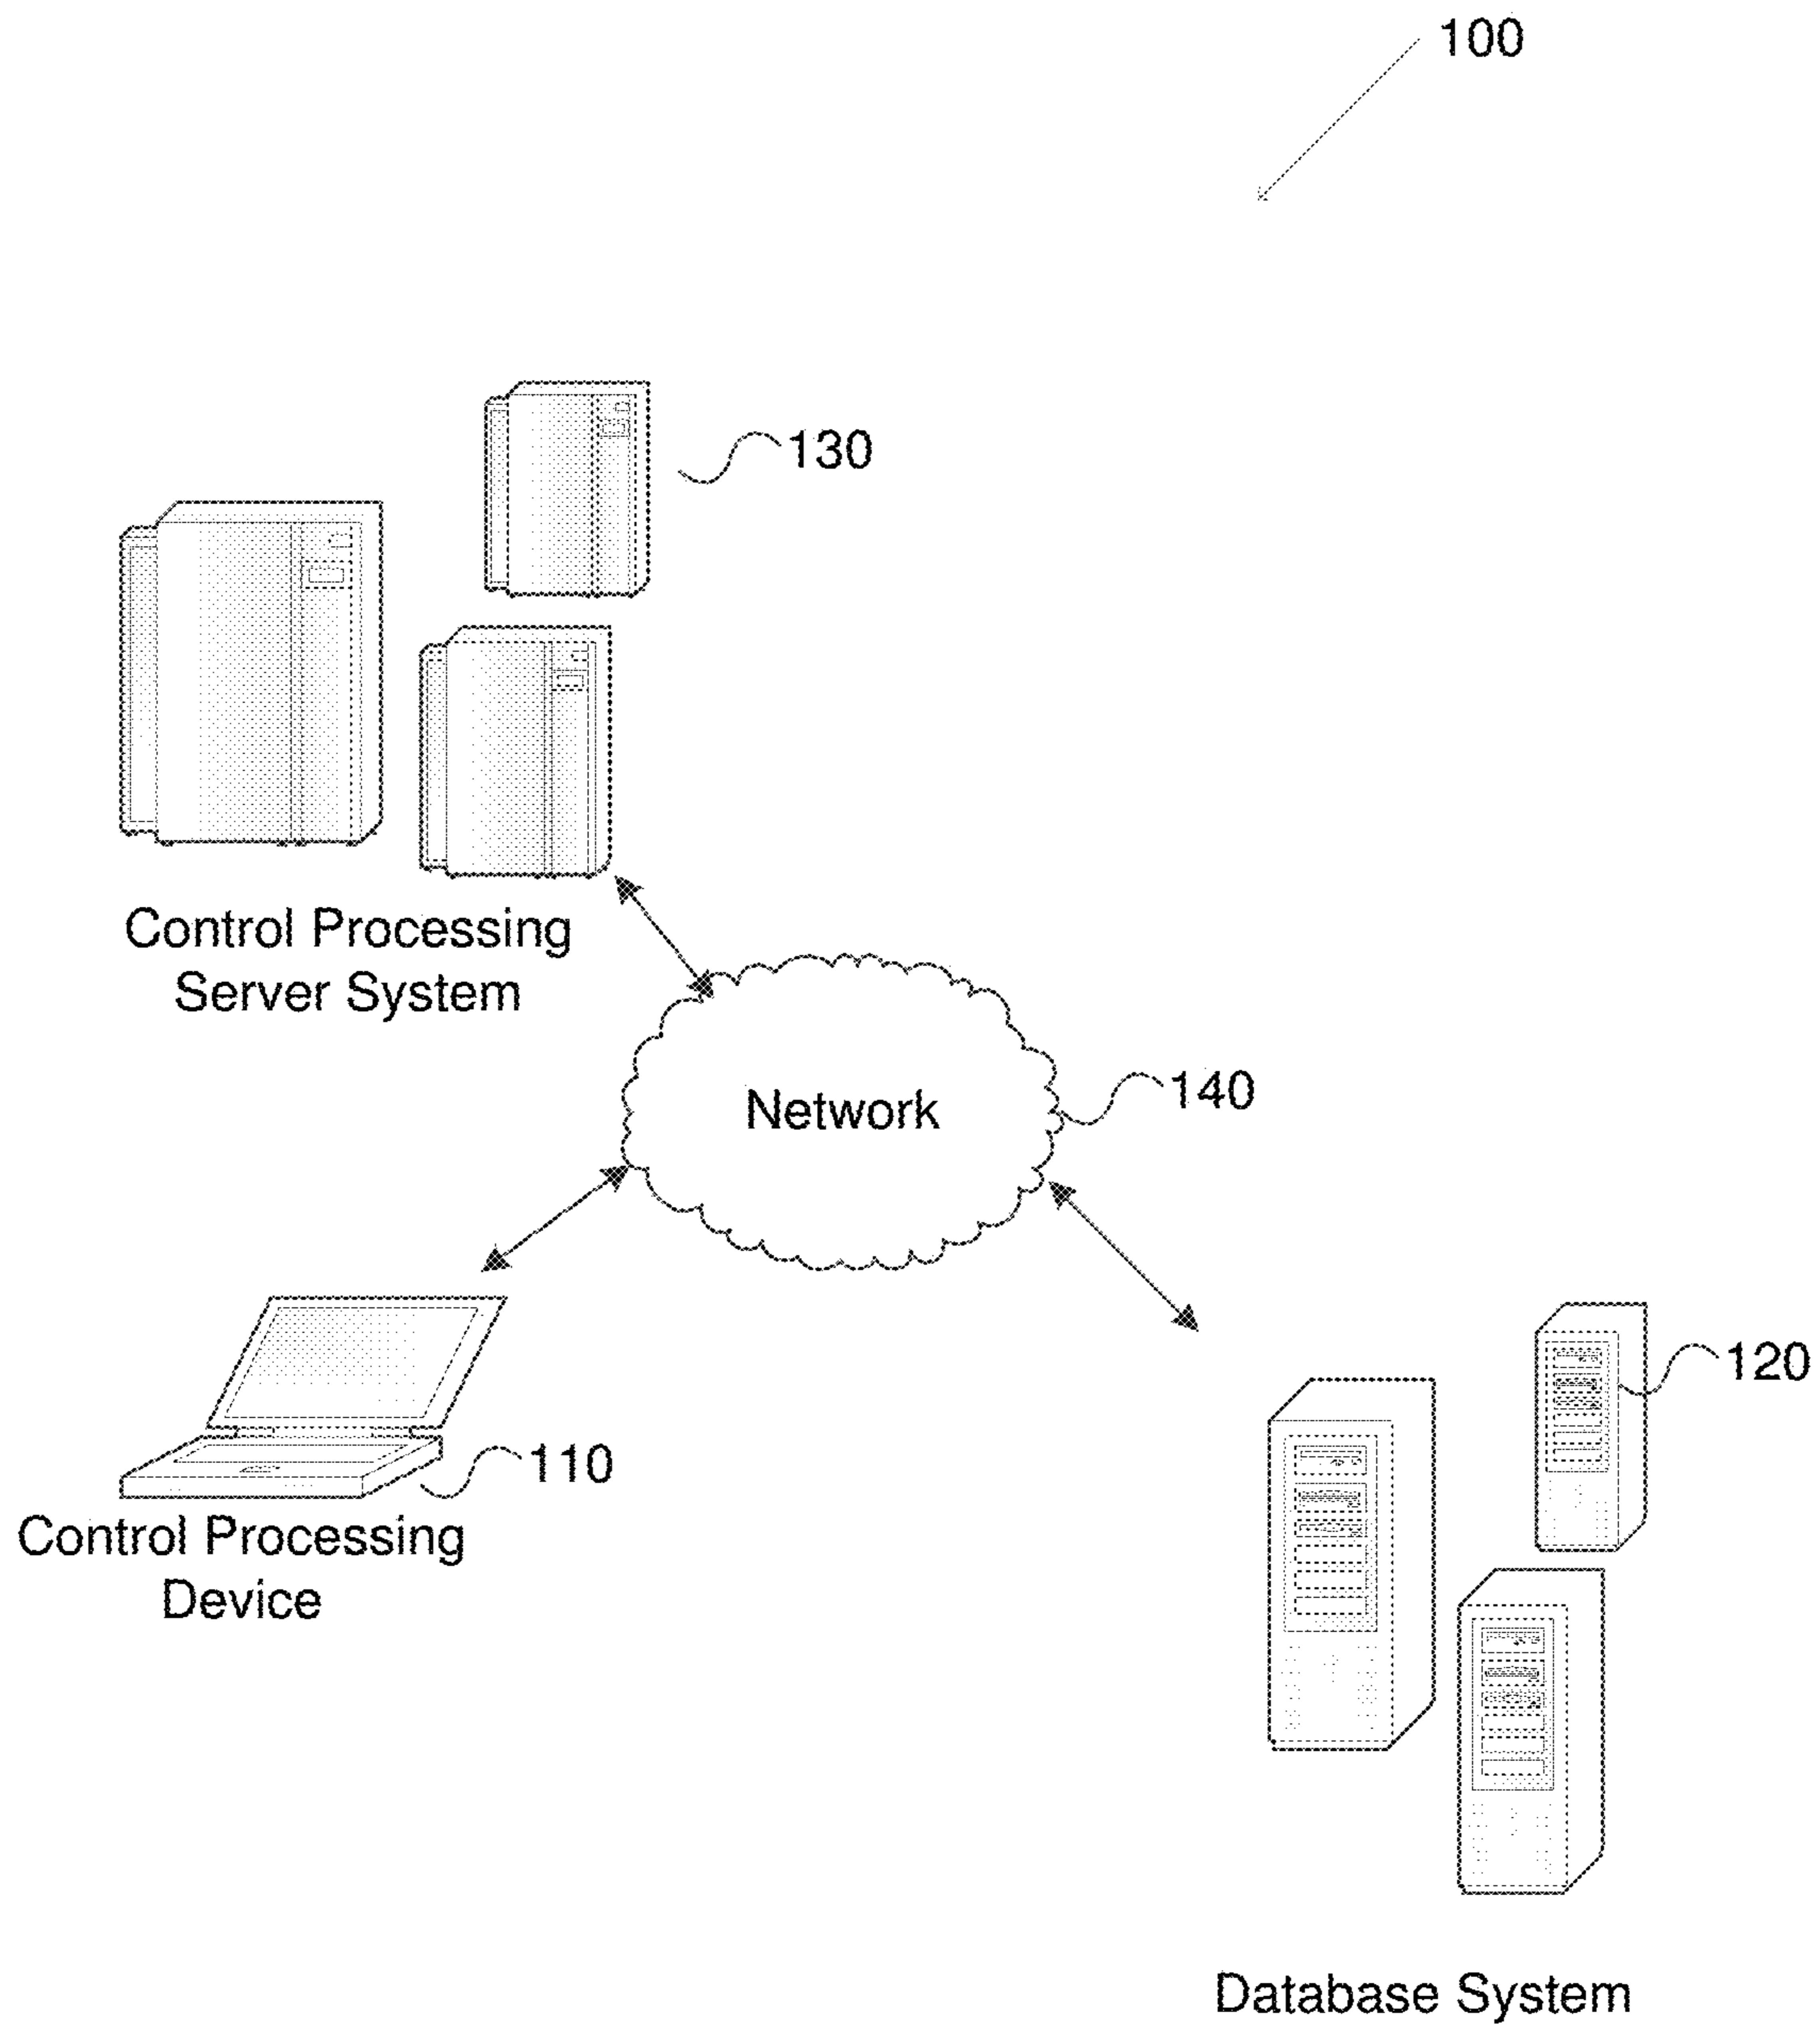 100
130
Control Processing
Server System
Network
140
120
110
Control Processing
Device
Database System